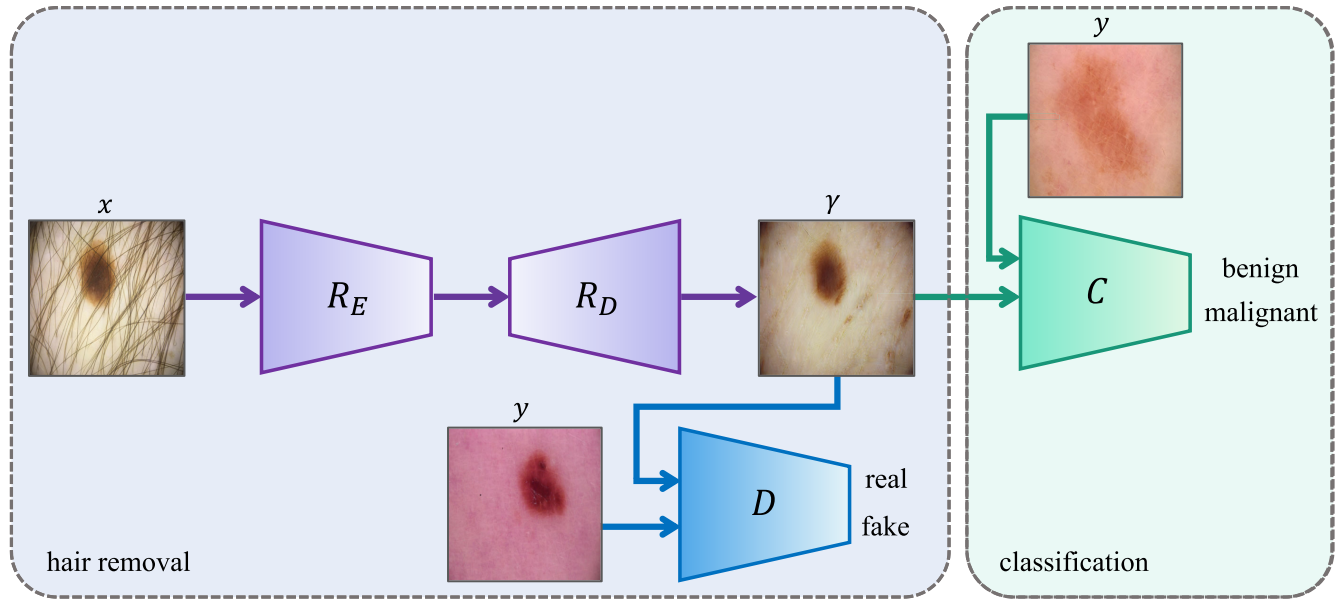 y
x
γ
R_E
R_D
C
benign
malignant
y
D
real
fake
hair removal
classification